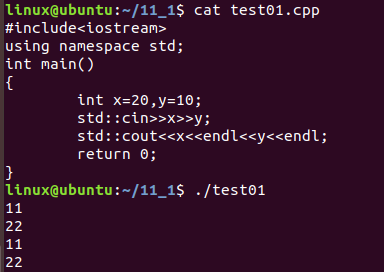 linux@ubuntu:~/11_1$ cat test01.cpp
#include<iostream>
using namespace std;
int main()
{
        int x=20,y=10;
        std::cin>>x>>y;
        std::cout<<x<<endl<<y<<endl;
        return 0;
}
linux@ubuntu:~/11_1$ ./test01
11
22
11
22